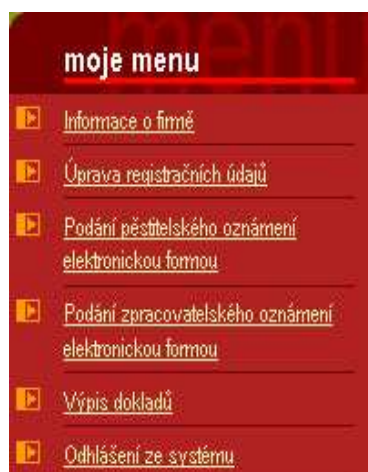 moje menu
Informace o firmě
Úprava registračních údajů
Podání pěstitelského oznámení
elektronickou formou
Podání zpracovatelského oznámení
elektronickou formou
Výpis dokladů
Odhlášení ze systému